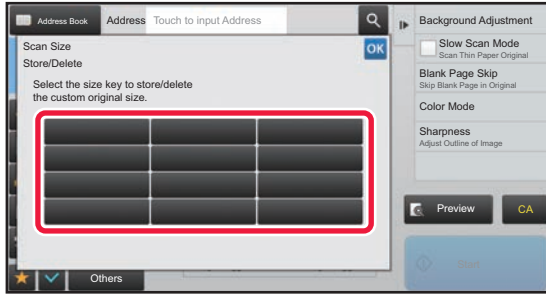 Address Book
Address
Touch to input Address
Background Adjustment
Scan Size
OK
Store/Delete
Select the size key to store/delete
the custom original size.
Slow Scan Mode
Scan Thin Paper Original
Blank Page Skip
Skip Blank Page in Original
Color Mode
Sharpness
Adjust Outline of Image
Preview
CA
Others